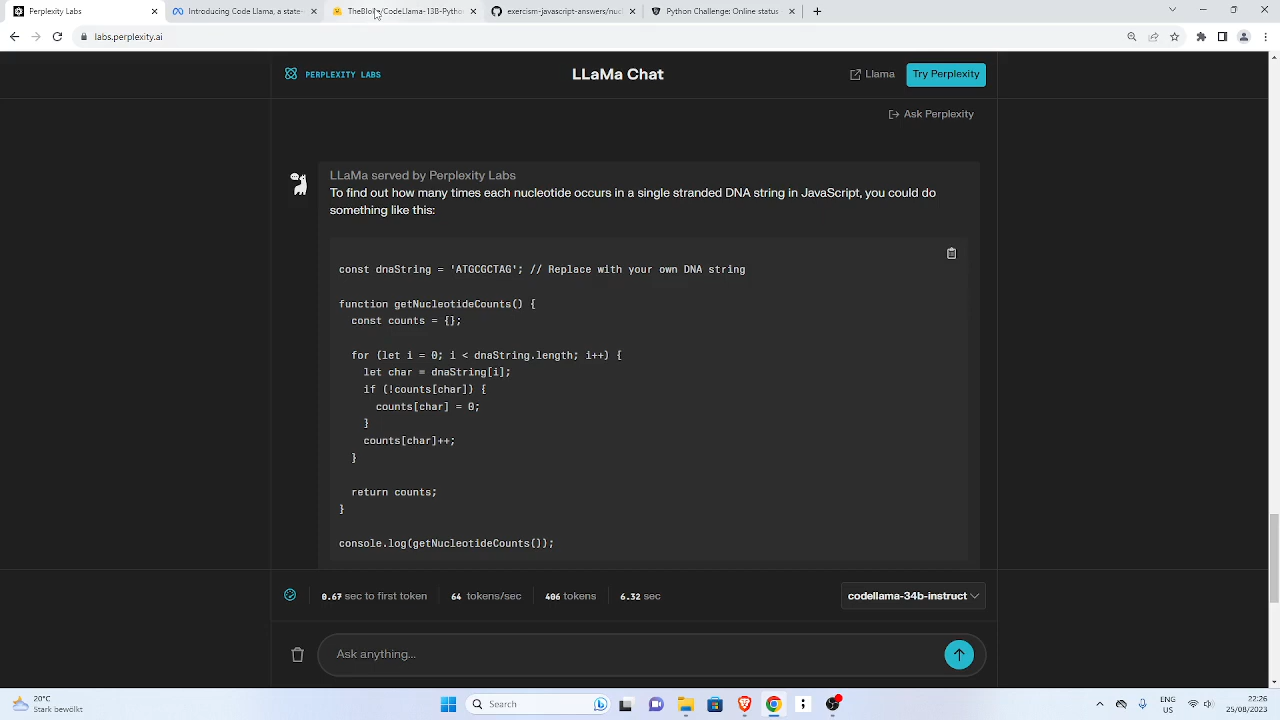 Perplexity Labs
Introducing Code Llama, a state-
TheBloke/CodeLlama-13B-Python
exercism-javascript-answers/nucl
Python Challenge: Online status
labs.perplexity.ai
PERPLEXITY LABS
LLaMa Chat
Llama
Try Perplexity
Ask Perplexity
LLaMa served by Perplexity Labs
To find out how many times each nucleotide occurs in a single stranded DNA string in JavaScript, you could do
something like this:
const dnaString = 'ATGCGCTAG'; // Replace with your own DNA string
function getNucleotideCounts() {
const counts = {};
for (let i = 0; i < dnaString.length; i++) {
let char = dnaString[i];
if (!counts[char]) {
counts[char] = 0;
}
counts[char]++;
}
return counts;
}
console.log(getNucleotideCounts());
0.67 sec to first token
64 tokens/sec
406 tokens
6.32 sec
codellama-34b-instruct
Ask anything...
20°C
Stark bewölkt
Search
ENG
US
22:26
25/08/2023